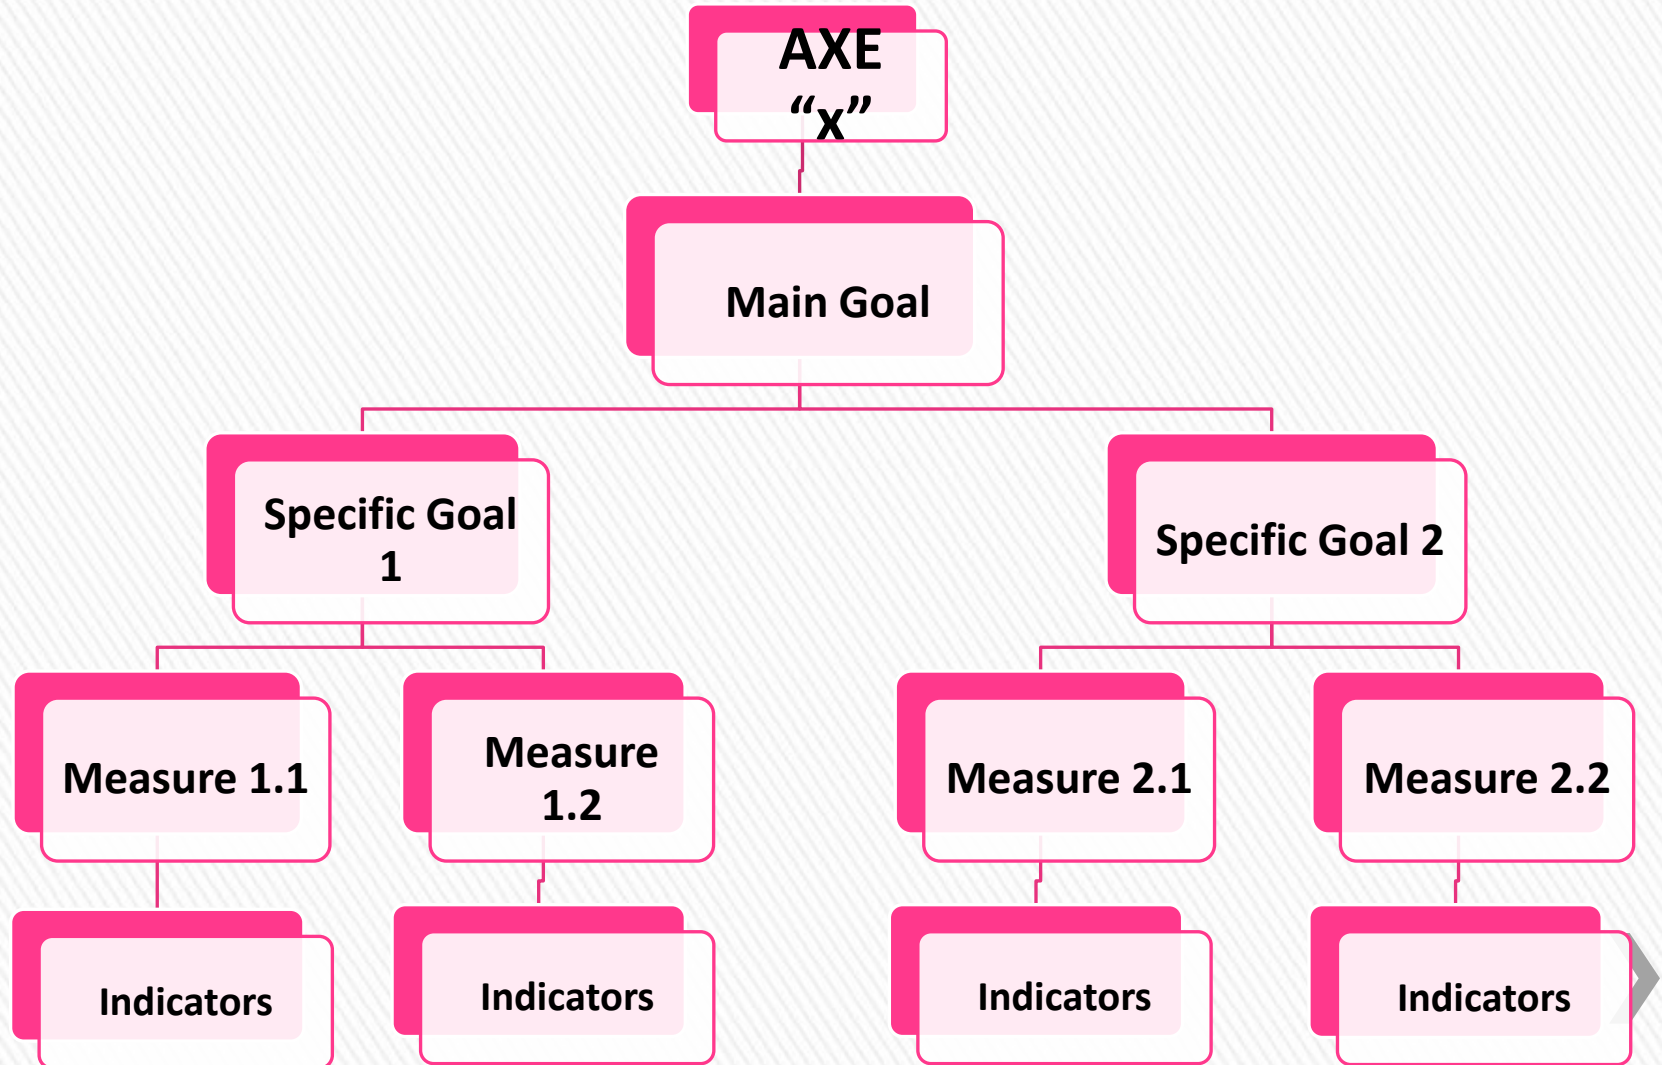 AXE
“x”
Main Goal
Specific Goal
1
Specific Goal 2
Measure 1.1
Measure
1.2
Measure 2.1
Measure 2.2
Indicators
Indicators
Indicators
Indicators